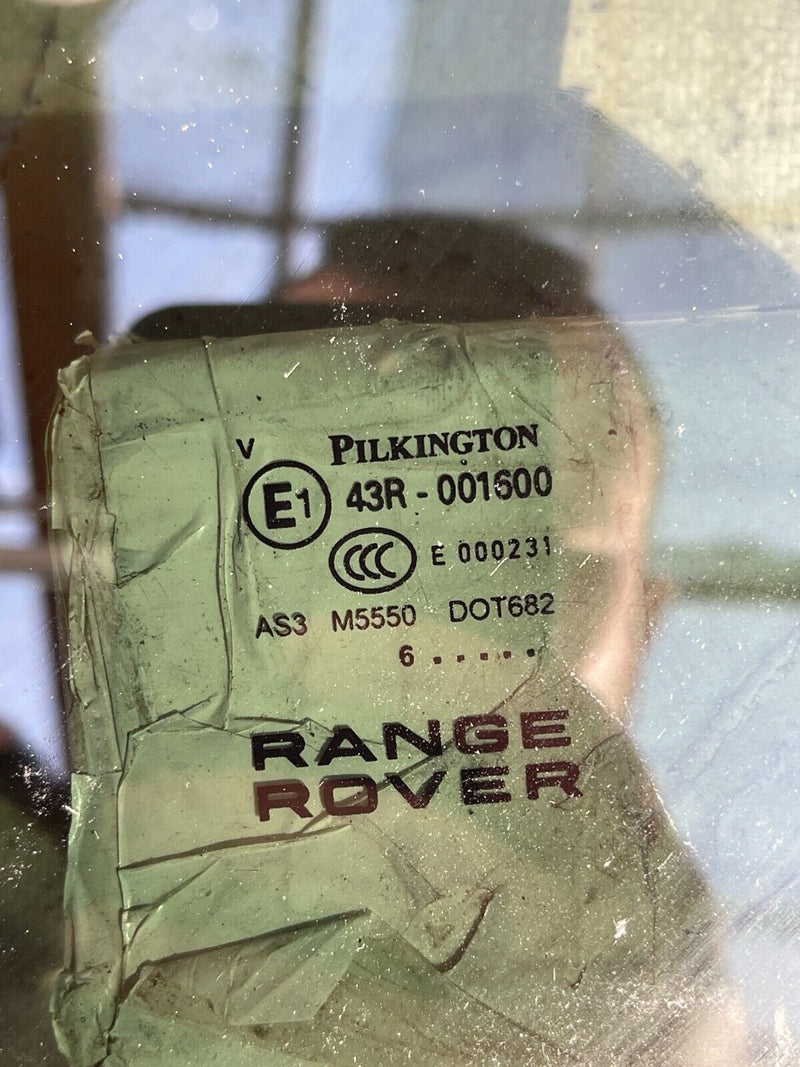 V PILKINGTON
E1 43R - 001600
CCC E 000231
AS3 M5550 DOT682
6 . . . . .
RANGE
ROVER